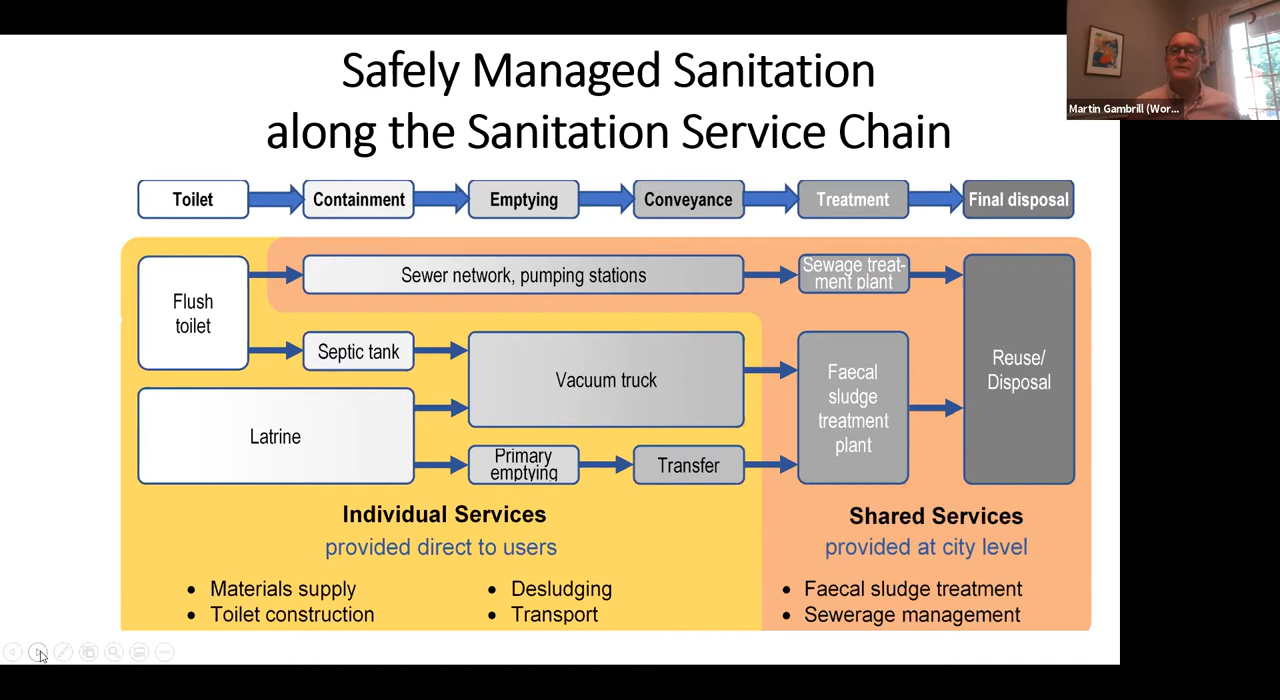 Safely Managed Sanitation
along the Sanitation Service Chain
Martin Gambrill (Wor...
Toilet
Containment
Emptying
Conveyance
Treatment
Final disposal
Flush
toilet
Sewer network, pumping stations
Sewage treat-
ment plant
Septic tank
Vacuum truck
Faecal
sludge
treatment
plant
Reuse/
Disposal
Latrine
Primary
emptying
Transfer
Individual Services
provided direct to users
• Materials supply
• Toilet construction
• Desludging
• Transport
Shared Services
provided at city level
• Faecal sludge treatment
• Sewerage management